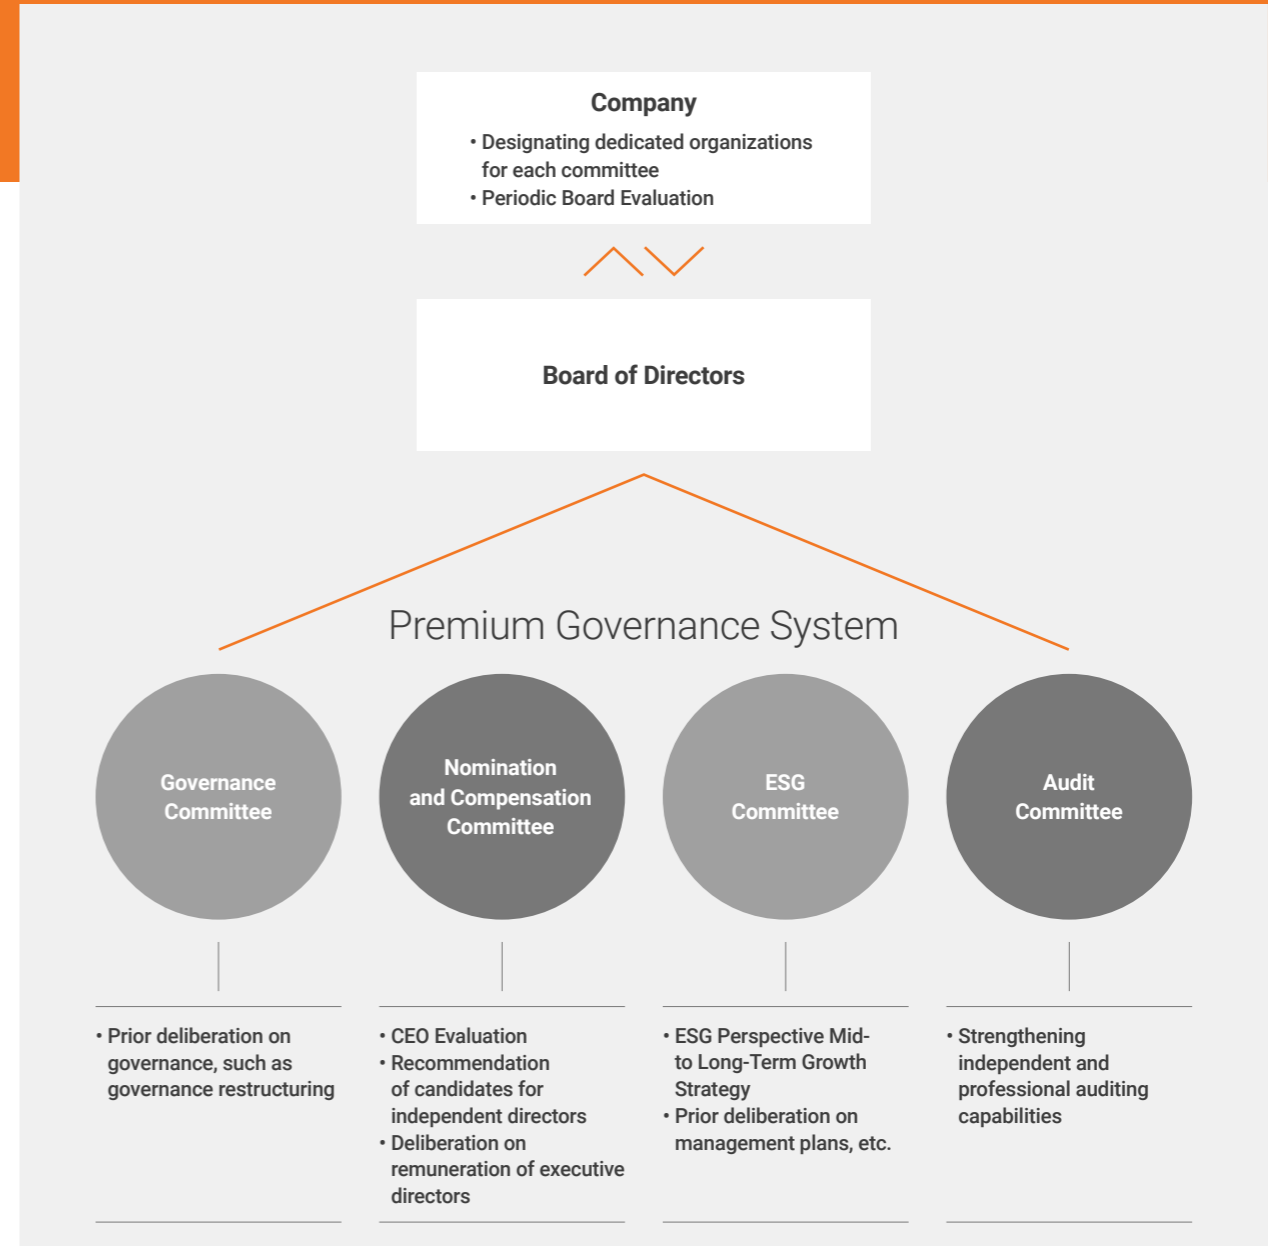 Company
• Designating dedicated organizations
for each committee
• Periodic Board Evaluation
Board of Directors
Premium Governance System
Governance
Committee
Nomination
and Compensation
Committee
ESG
Committee
Audit
Committee
• Prior deliberation on
governance, such as
governance restructuring
• CEO Evaluation
• Recommendation
of candidates for
independent directors
• Deliberation on
remuneration of executive
directors
• ESG Perspective Mid-
to Long-Term Growth
Strategy
• Prior deliberation on
management plans, etc.
• Strengthening
independent and
professional auditing
capabilities